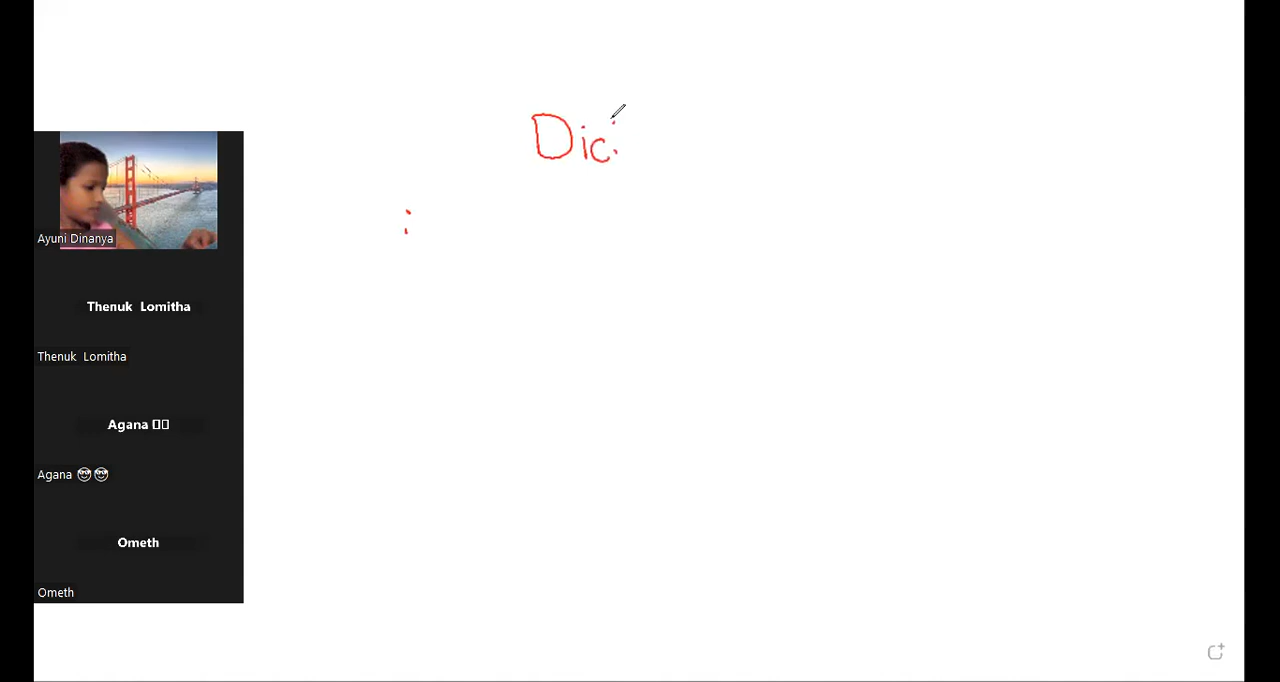 Dic:
:
Ayuni Dinanya
Thenuk Lomitha
Thenuk Lomitha
Agana
Agana 😎😎
Ometh
Ometh